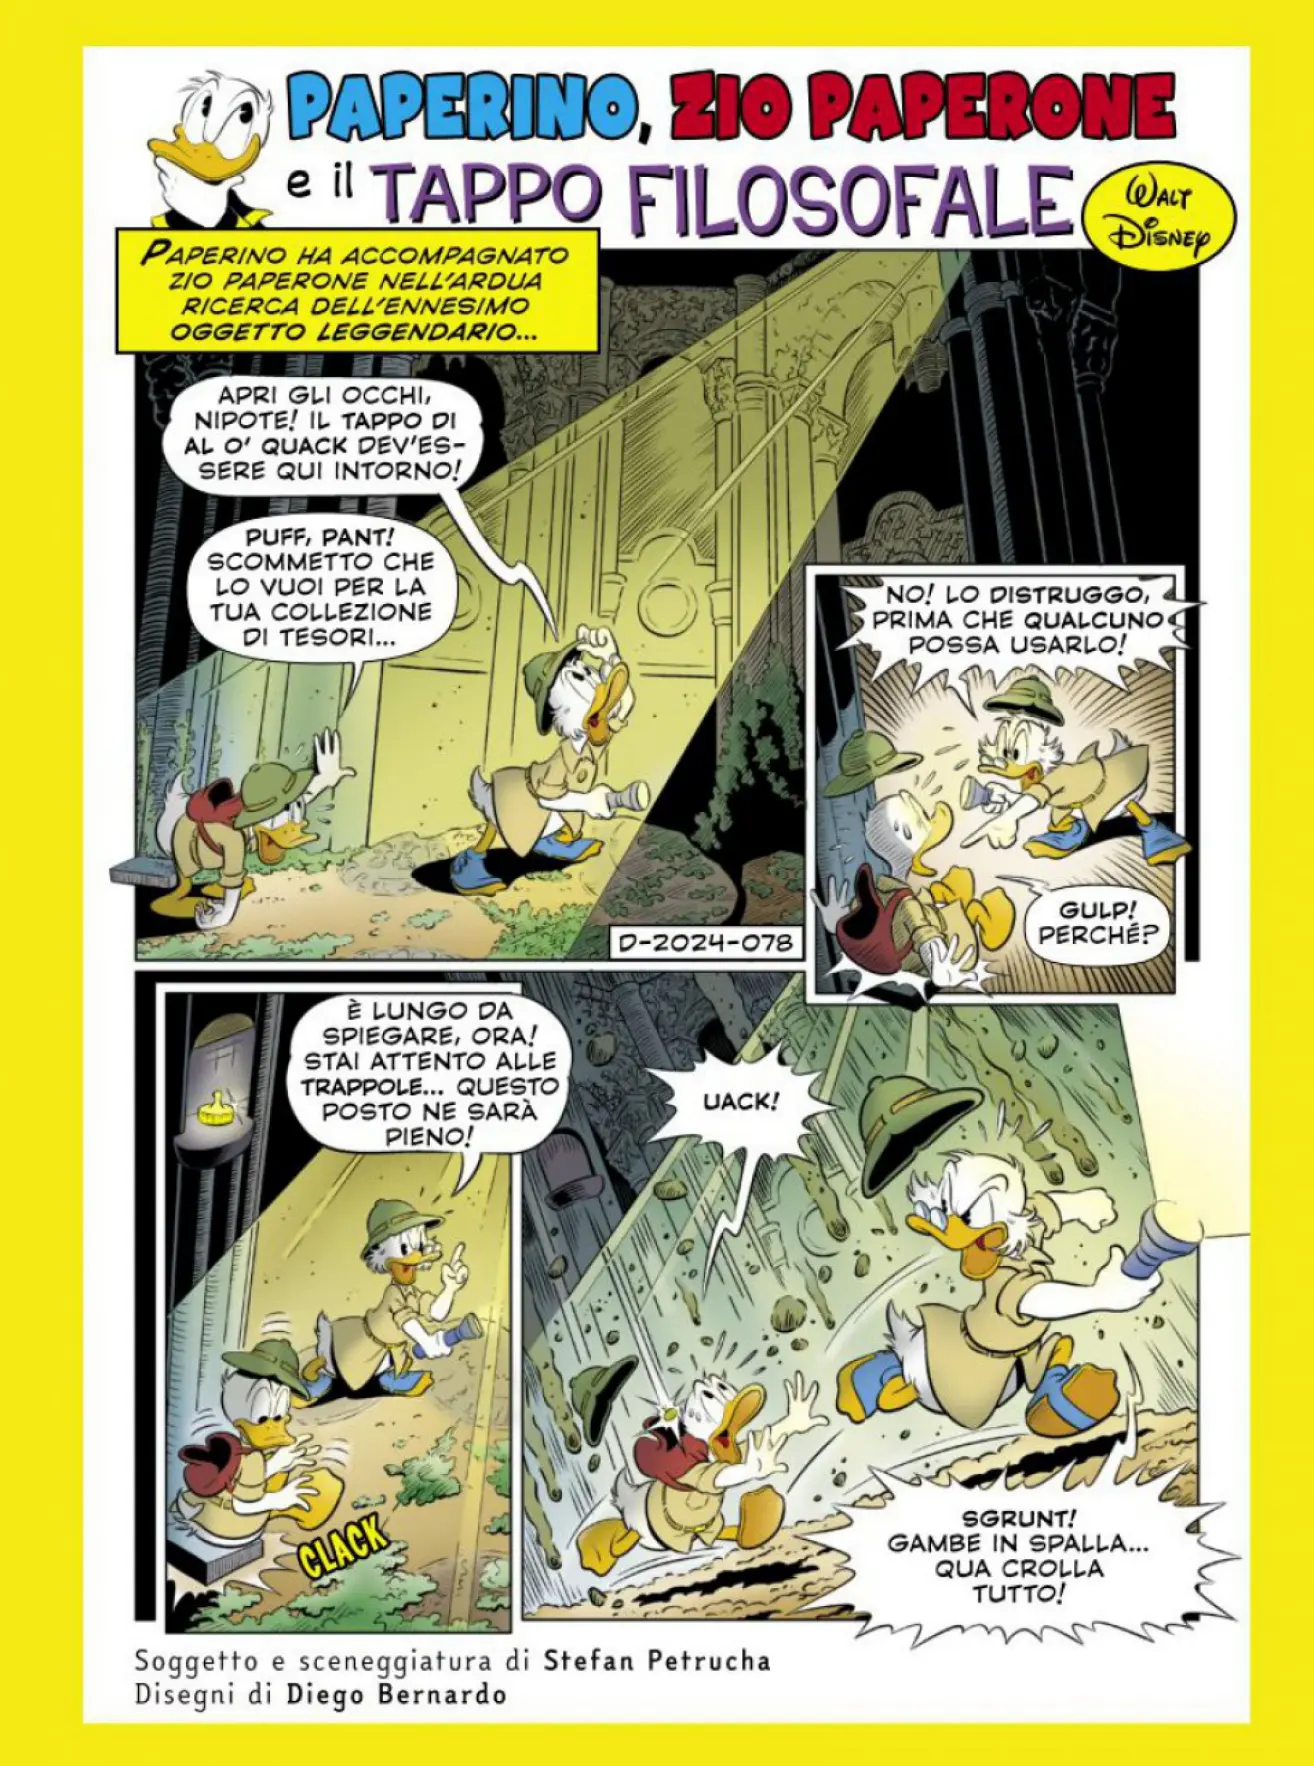 PAPERINO, ZIO PAPERONE
e il TAPPO FILOSOFALE
WALT
DISNEY
PAPERINO HA ACCOMPAGNATO
ZIO PAPERONE NELL'ARDUA
RICERCA DELL'ENNESIMO
OGGETTO LEGGENDARIO...
APRI GLI OCCHI,
NIPOTE! IL TAPPO DI
AL O' QUACK DEV'ES-
SERE QUI INTORNO!
PUFF, PANT!
SCOMMETTO CHE
LO VUOI PER LA
TUA COLLEZIONE
DI TESORI...
NO! LO DISTRUGGO,
PRIMA CHE QUALCUNO
POSSA USARLO!
GULP!
PERCHÉ?
D-2024-078
È LUNGO DA
SPIEGARE, ORA!
STAI ATTENTO ALLE
TRAPPOLE... QUESTO
POSTO NE SARÀ
PIENO!
CLACK
UACK!
SGRUNT!
GAMBE IN SPALLA...
QUA CROLLA
TUTTO!
Soggetto e sceneggiatura di Stefan Petrucha
Disegni di Diego Bernardo